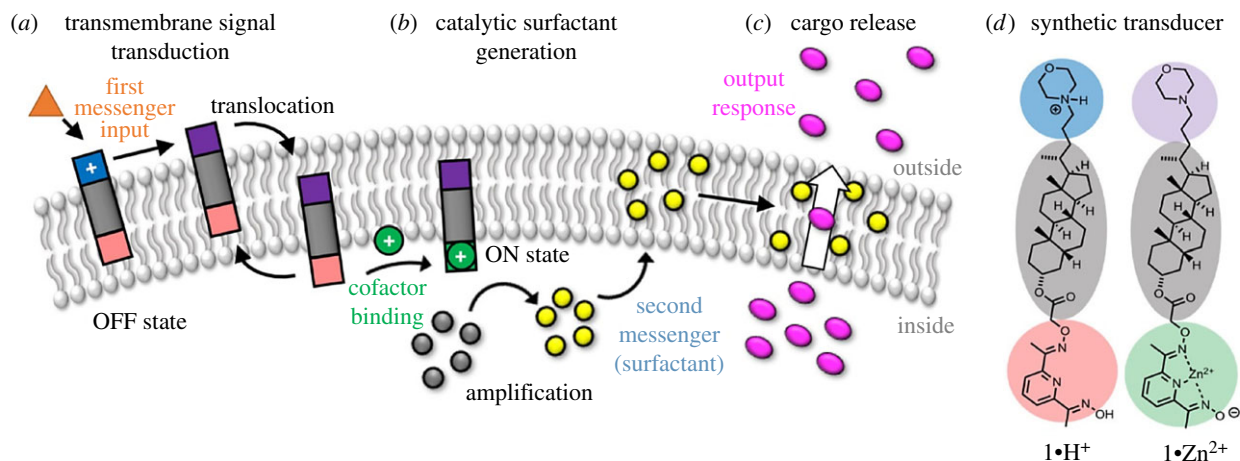 (a) transmembrane signal
transduction
(b) catalytic surfactant
generation
(c) cargo release
(d) synthetic transducer
first
messenger
input
translocation
+
OFF state
+
cofactor
binding
+
ON state
amplification
second
messenger
(surfactant)
output
response
outside
inside
O
N
H
⊕
H
H
H
H
O
O
O
N
N
N
OH
1•H⁺
O
N
H
H
H
H
O
O
O
N
Zn²⁺
N
N
O ⊖
1•Zn²⁺